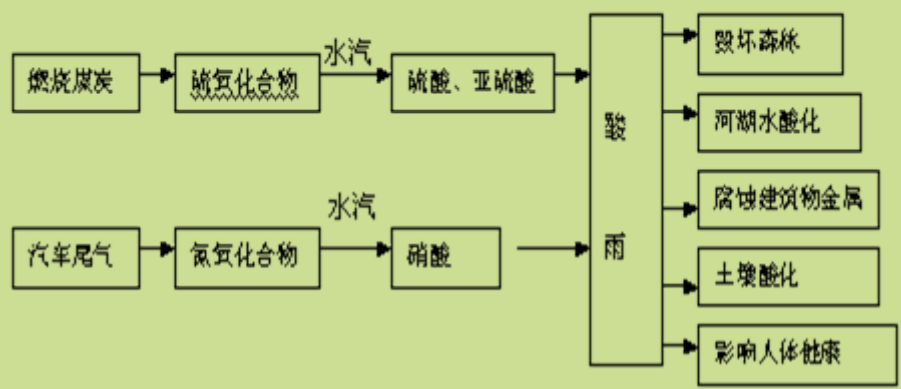 燃烧煤炭
硫氧化合物
水汽
硫酸、亚硫酸
汽车尾气
氮氧化合物
水汽
硝酸
酸
雨
毁坏森林
河湖水酸化
腐蚀建筑物金属
土壤酸化
影响人体健康